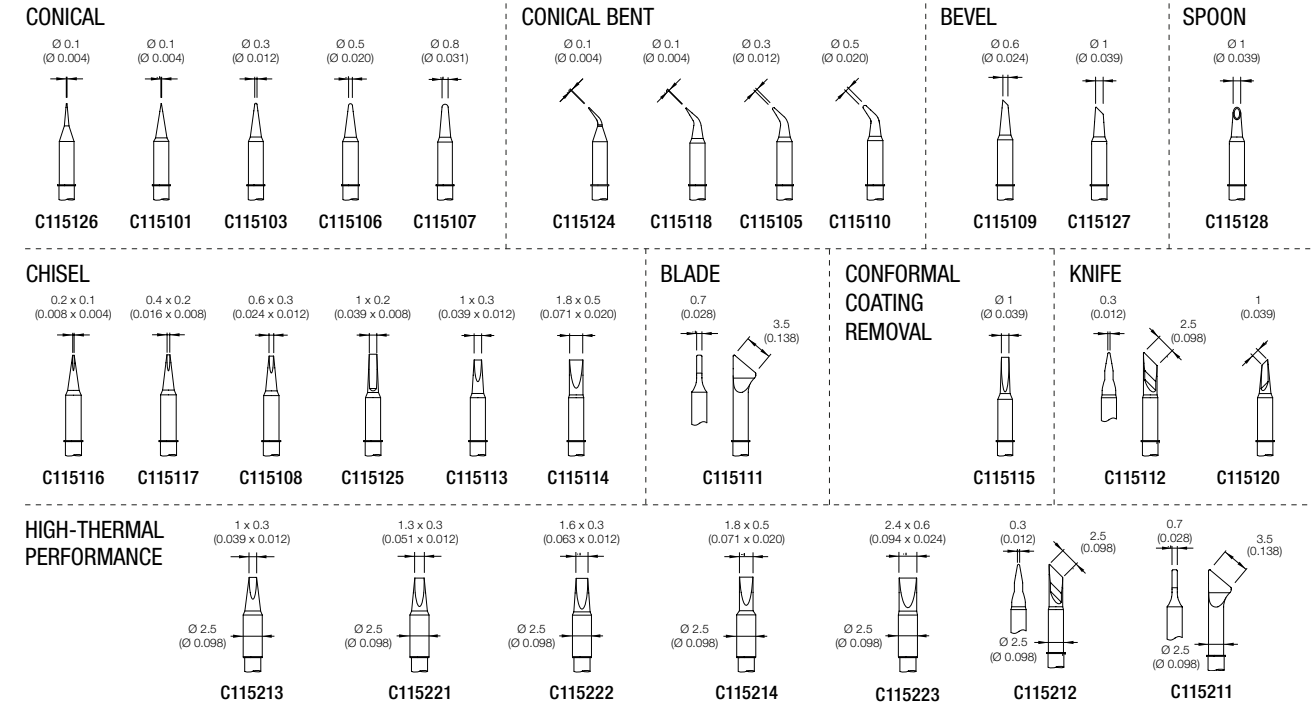 CONICAL
Ø 0.1
(Ø 0.004)
C115126
Ø 0.1
(Ø 0.004)
C115101
Ø 0.3
(Ø 0.012)
C115103
Ø 0.5
(Ø 0.020)
C115106
Ø 0.8
(Ø 0.031)
C115107
CONICAL BENT
Ø 0.1
(Ø 0.004)
C115124
Ø 0.1
(Ø 0.004)
C115118
Ø 0.3
(Ø 0.012)
C115105
Ø 0.5
(Ø 0.020)
C115110
BEVEL
Ø 0.6
(Ø 0.024)
C115109
Ø 1
(Ø 0.039)
C115127
SPOON
Ø 1
(Ø 0.039)
C115128
CHISEL
0.2 x 0.1
(0.008 x 0.004)
C115116
0.4 x 0.2
(0.016 x 0.008)
C115117
0.6 x 0.3
(0.024 x 0.012)
C115108
1 x 0.2
(0.039 x 0.008)
C115125
1 x 0.3
(0.039 x 0.012)
C115113
1.8 x 0.5
(0.071 x 0.020)
C115114
BLADE
0.7
(0.028)
3.5
(0.138)
C115111
CONFORMAL
COATING
REMOVAL
Ø 1
(Ø 0.039)
C115115
KNIFE
0.3
(0.012)
2.5
(0.098)
C115112
1
(0.039)
C115120
HIGH-THERMAL
PERFORMANCE
1 x 0.3
(0.039 x 0.012)
Ø 2.5
(Ø 0.098)
C115213
1.3 x 0.3
(0.051 x 0.012)
Ø 2.5
(Ø 0.098)
C115221
1.6 x 0.3
(0.063 x 0.012)
Ø 2.5
(Ø 0.098)
C115222
1.8 x 0.5
(0.071 x 0.020)
Ø 2.5
(Ø 0.098)
C115214
2.4 x 0.6
(0.094 x 0.024)
Ø 2.5
(Ø 0.098)
C115223
0.3
(0.012)
2.5
(0.098)
Ø 2.5
(Ø 0.098)
C115212
0.7
(0.028)
3.5
(0.138)
Ø 2.5
(Ø 0.098)
C115211